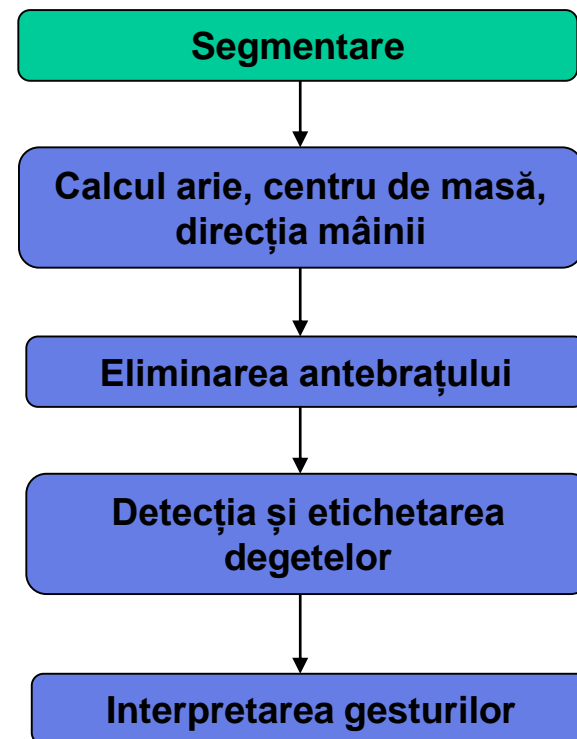 Segmentare
Calcul arie, centru de masă,
direcția mâinii
Eliminarea antebrațului
Detecția și etichetarea
degetelor
Interpretarea gesturilor